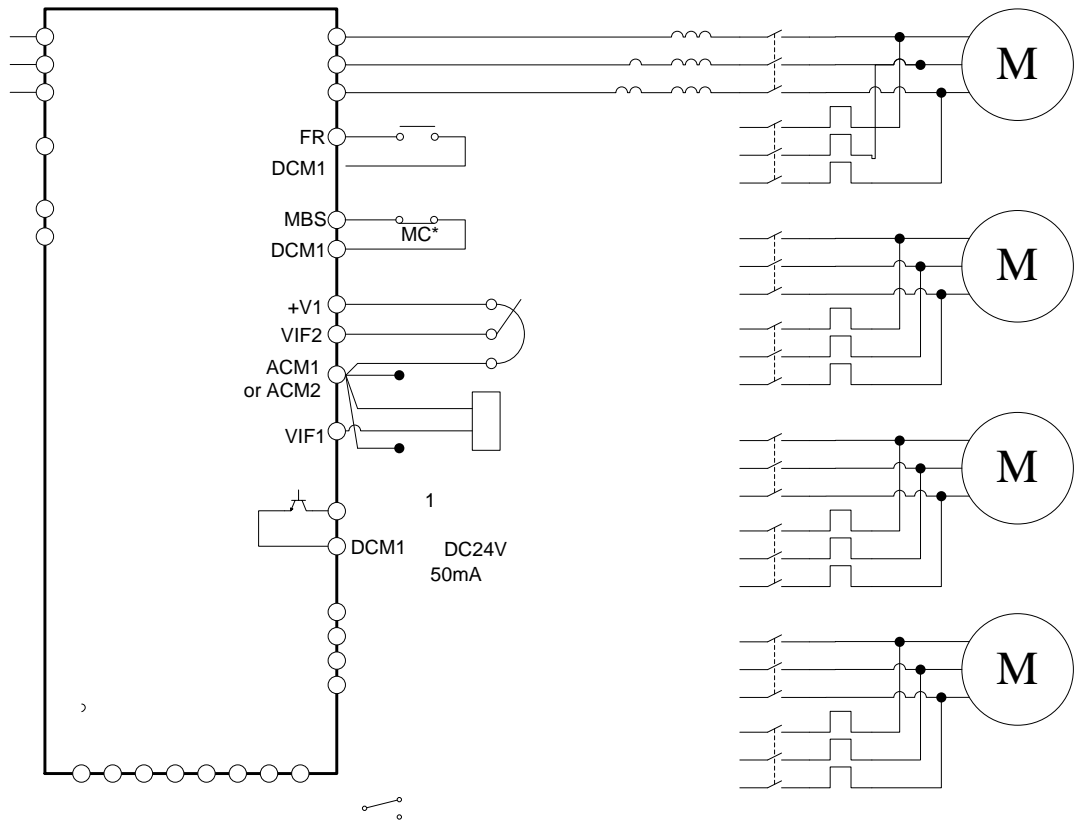 M
FR
DCM1
MBS
MC*
DCM1
M
+V1
VIF2
ACM1
or ACM2
VIF1
M
1
DCM1
DC24V
50mA
M